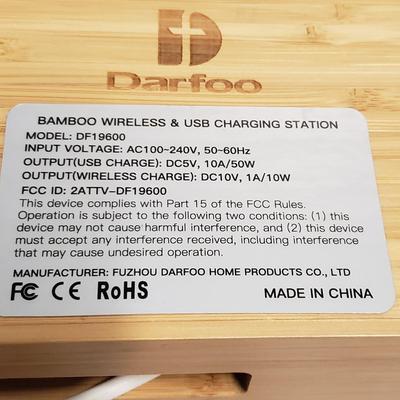 Darfoo
BAMBOO WIRELESS & USB CHARGING STATION
MODEL: DF19600
INPUT VOLTAGE: AC100~240V, 50~60Hz
OUTPUT(USB CHARGE): DC5V, 10A/50W
OUTPUT(WIRELESS CHARGE): DC10V, 1A/10W
FCC ID: 2ATTV-DF19600
This device complies with Part 15 of the FCC Rules.
Operation is subject to the following two conditions: (1) this
device may not cause harmful interference, and (2) this device
must accept any interference received, including interference
that may cause undesired operation.
MANUFACTURER: FUZHOU DARFOO HOME PRODUCTS CO., LTD
FC CE RoHS MADE IN CHINA